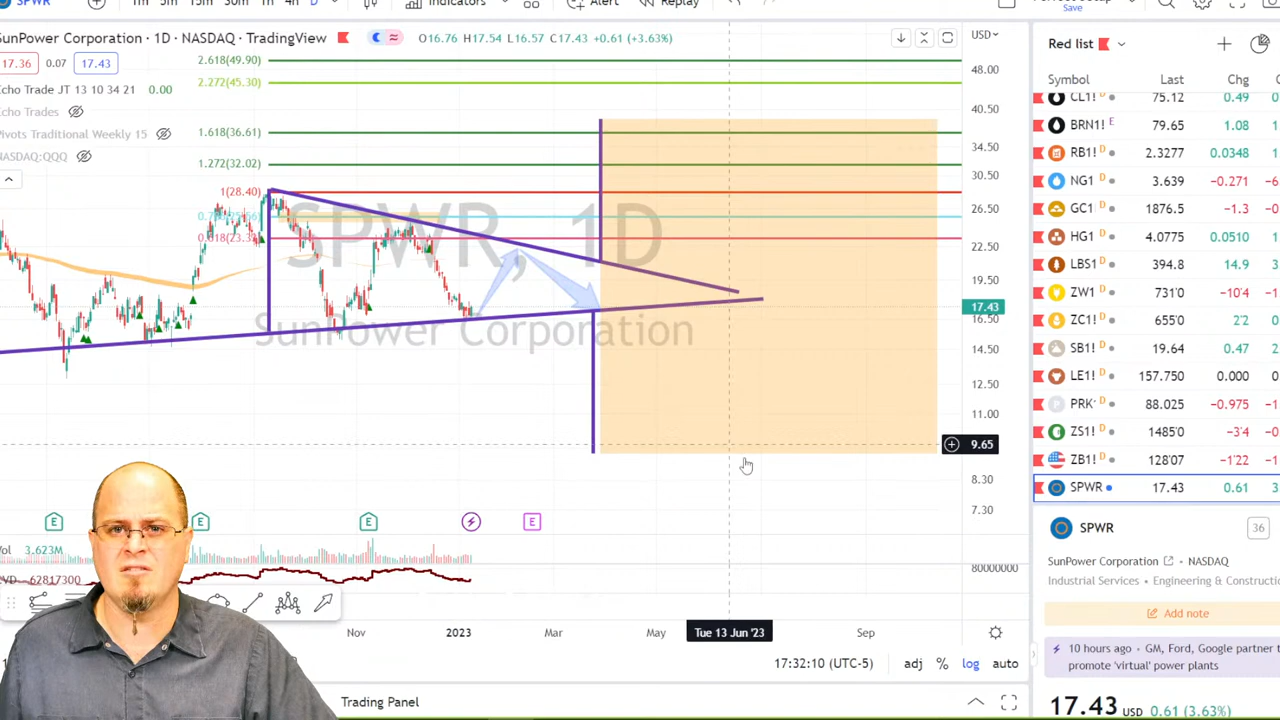 SPWR
1m 5m 15m 30m 1h 4h D
Indicators
Alert
Replay
Save
SunPower Corporation · 1D · NASDAQ · TradingView
O16.76 H17.54 L16.57 C17.43 +0.61 (+3.63%)
17.36 0.07 17.43
Echo Trade JT 13 10 34 21 0.00
Echo Trades
Pivots Traditional Weekly 15
NASDAQ:QQQ
2.618(49.90)
2.272(45.30)
1.618(36.61)
1.272(32.02)
1(28.40)
SPWR, 1D
SunPower Corporation
USD
48.00
40.50
34.50
30.50
26.50
22.50
19.50
17.43
16.50
14.50
12.50
11.00
9.65
8.30
7.30
80000000
E E E E
Vol 3.623M
62817300
Nov 2023 Mar May Tue 13 Jun '23 Sep
17:32:10 (UTC-5) adj % log auto
Trading Panel
Red list
Symbol Last Chg
CL1! D 75.12 0.49
BRN1! E 79.65 1.08
RB1! D 2.3277 0.0348
NG1 D 3.639 −0.271
GC1 D 1876.5 −1.3
HG1 D 4.0775 0.0510
LBS1 D 394.8 14.9
ZW1 D 731'0 −10'4
ZC1! D 655'0 2'2
SB1! D 19.64 0.47
LE1! D 157.750 0.000
PRK D 88.025 −0.975
ZS1! D 1485'0 −3'4
ZB1! D 128'07 −1'22
SPWR 17.43 0.61
SPWR 36
SunPower Corporation · NASDAQ
Industrial Services · Engineering &
Add note
10 hours ago · GM, Ford, Google partner
promote 'virtual' power plants
17.43 USD 0.61 (3.63%)